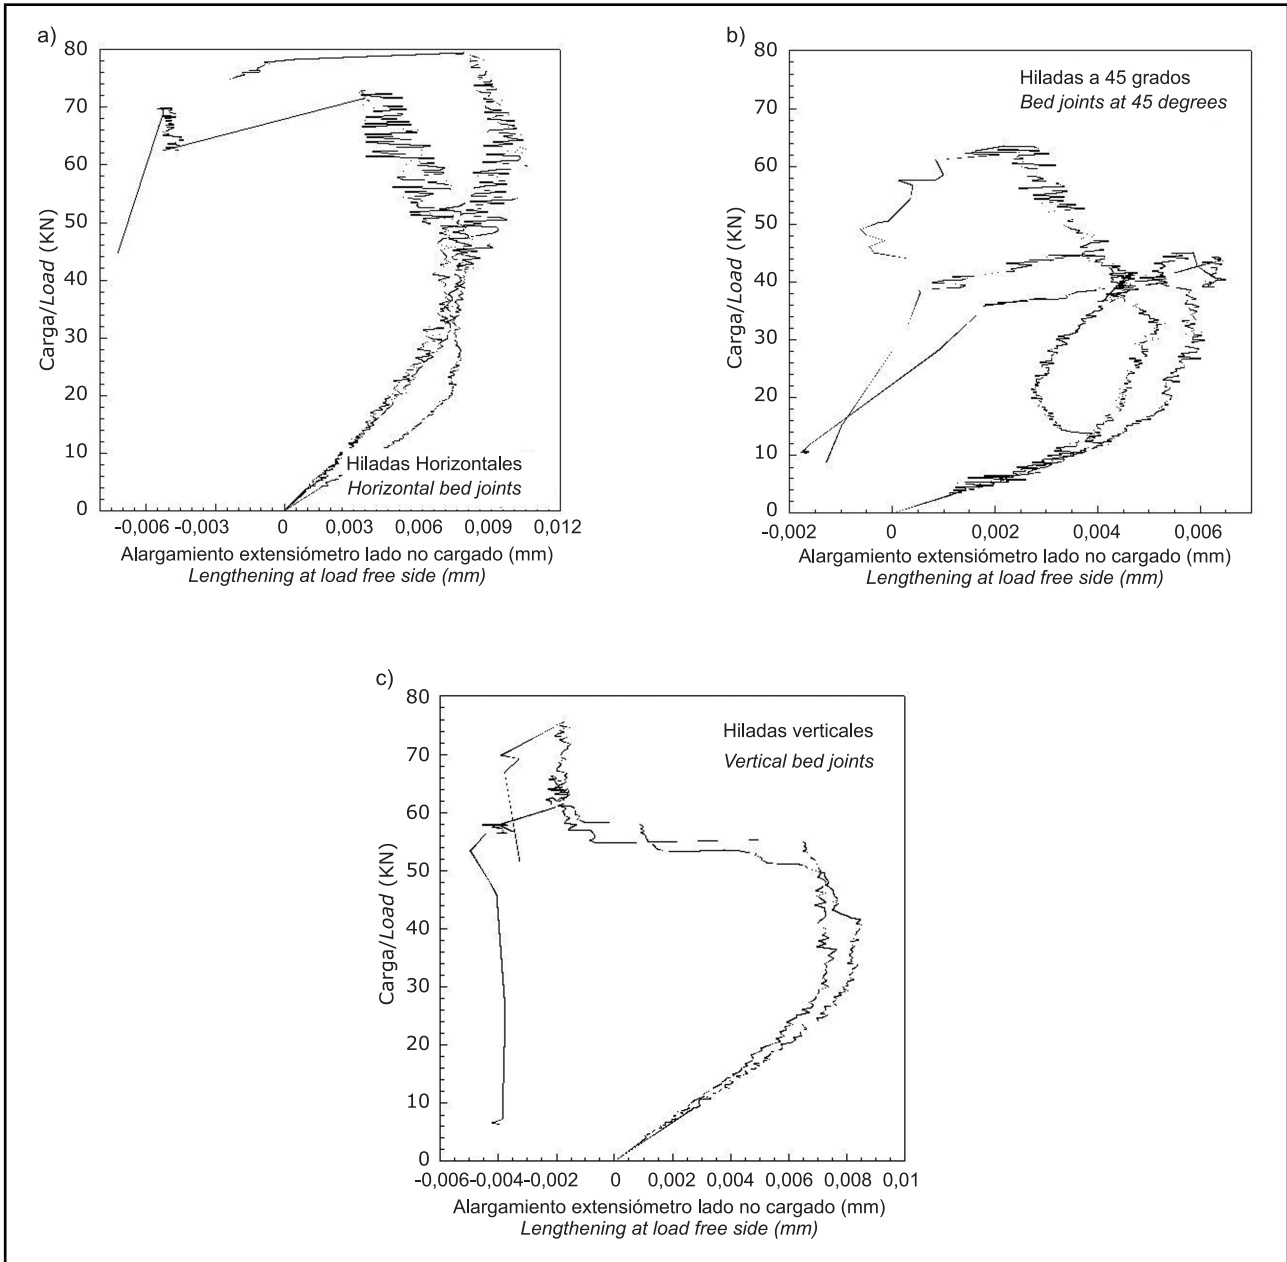 a)
80
70
60
50
40
30
20
10
0
Carga/Load (KN)
Hiladas Horizontales
Horizontal bed joints
-0,006 -0,003 0 0,003 0,006 0,009 0,012
Alargamiento extensiómetro lado no cargado (mm)
Lengthening at load free side (mm)
b)
80
70
60
50
40
30
20
10
0
Carga/Load (KN)
Hiladas a 45 grados
Bed joints at 45 degrees
-0,002 0 0,002 0,004 0,006
Alargamiento extensiómetro lado no cargado (mm)
Lengthening at load free side (mm)
c)
80
70
60
50
40
30
20
10
0
Carga/Load (KN)
Hiladas verticales
Vertical bed joints
-0,006 -0,004 -0,002 0 0,002 0,004 0,006 0,008 0,01
Alargamiento extensiómetro lado no cargado (mm)
Lengthening at load free side (mm)